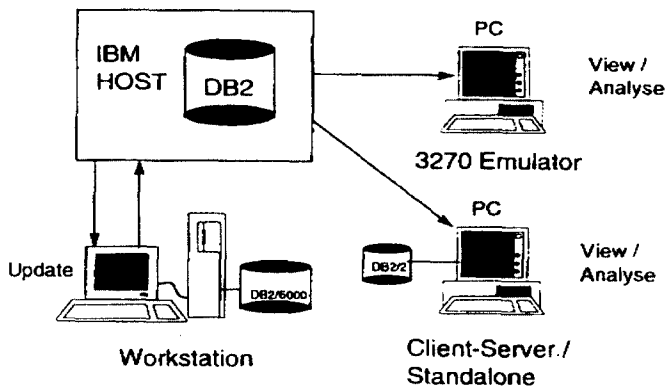 IBM
HOST
DB2
PC
View /
Analyse
3270 Emulator
PC
DB2/2
View /
Analyse
Client-Server./
Standalone
Update
DB2/6000
Workstation